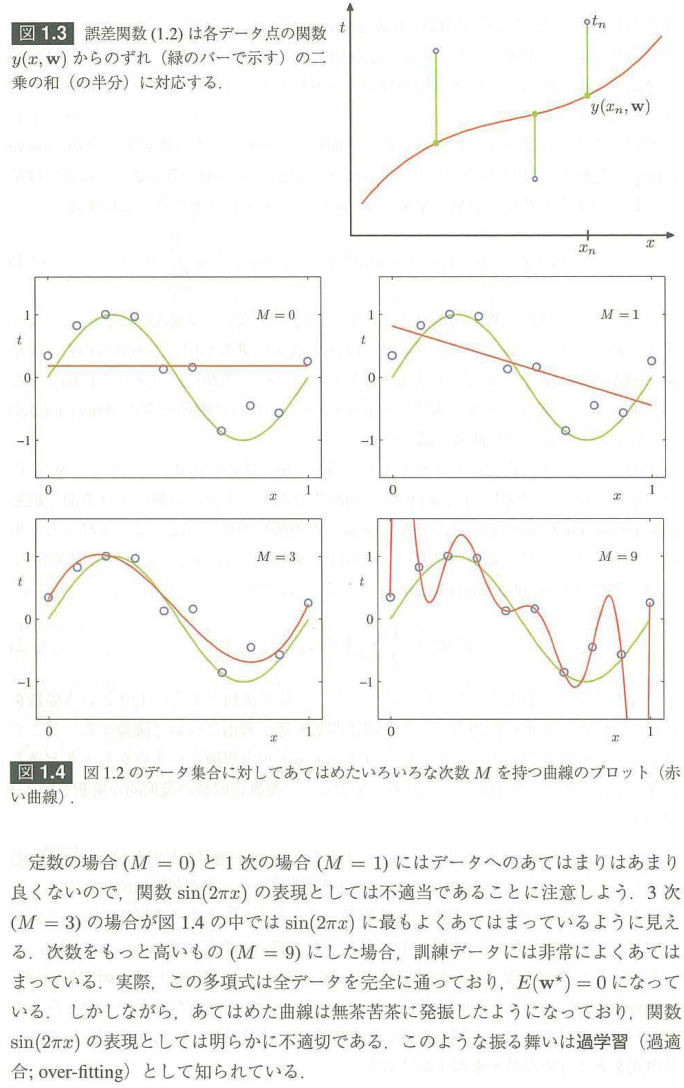 図 1.3 誤差関数 (1.2) は各データ点の関数
y(x, w) からのずれ（緑のバーで示す）の二
乗の和（の半分）に対応する．
t
t_n
y(x_n, w)
x_n
x
1
t
0
−1
M = 0
0
x
1
1
t
0
−1
M = 1
0
x
1
1
t
0
−1
M = 3
0
x
1
1
t
0
−1
M = 9
0
x
1
図 1.4 図 1.2 のデータ集合に対してあてはめたいろいろな次数 M を持つ曲線のプロット（赤
い曲線）．
定数の場合 (M = 0) と 1 次の場合 (M = 1) にはデータへのあてはまりはあまり
良くないので，関数 sin(2πx) の表現としては不適当であることに注意しよう．3 次
(M = 3) の場合が図 1.4 の中では sin(2πx) に最もよくあてはまっているように見え
る．次数をもっと高いもの (M = 9) にした場合，訓練データには非常によくあては
まっている．実際，この多項式は全データを完全に通っており，E(w⋆) = 0 になって
いる．しかしながら，あてはめた曲線は無茶苦茶に発振したようになっており，関数
sin(2πx) の表現としては明らかに不適切である．このような振る舞いは過学習（過適
合; over-fitting）として知られている．